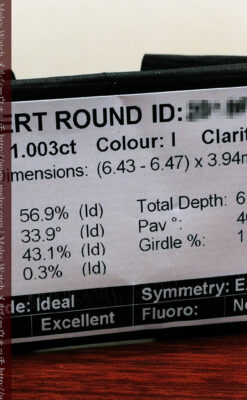 RT ROUND ID:
1.003ct Colour: I Clarit
imensions: (6.43 - 6.47) x 3.94m
56.9% (Id) Total Depth: 6
33.9° (Id) Pav °: 4
43.1% (Id) Girdle %: 1
0.3% (Id)
de: Ideal Symmetry: E
Excellent Fluoro: N